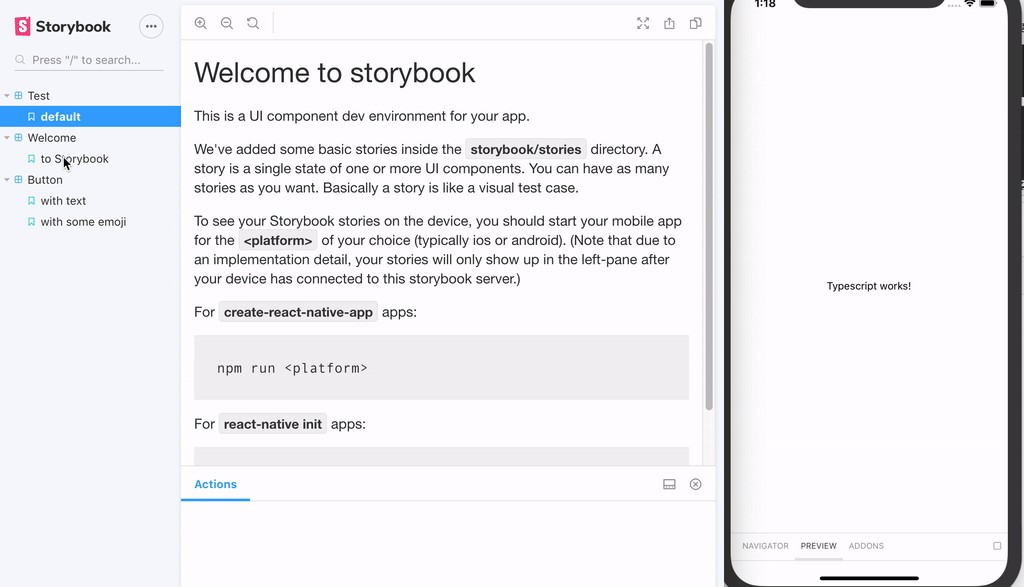 Storybook
Press "/" to search...
Test
default
Welcome
to Storybook
Button
with text
with some emoji
Welcome to storybook
This is a UI component dev environment for your app.
We've added some basic stories inside the storybook/stories directory. A
story is a single state of one or more UI components. You can have as many
stories as you want. Basically a story is like a visual test case.
To see your Storybook stories on the device, you should start your mobile app
for the <platform> of your choice (typically ios or android). (Note that due to
an implementation detail, your stories will only show up in the left-pane after
your device has connected to this storybook server.)
For create-react-native-app apps:
npm run <platform>
For react-native init apps:
Actions
1:18
Typescript works!
NAVIGATOR PREVIEW ADDONS